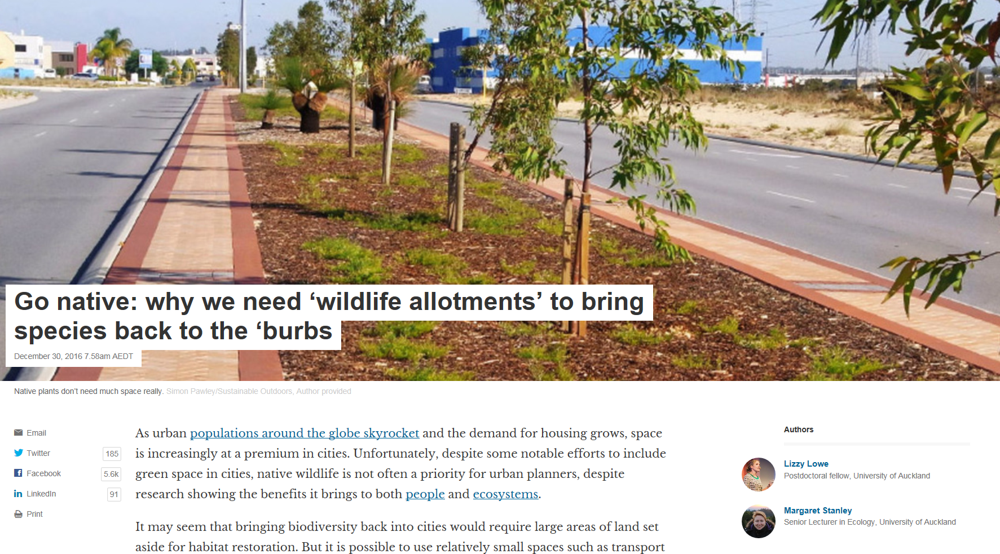 Go native: why we need ‘wildlife allotments’ to bring
species back to the ‘burbs
December 30, 2016 7.58am AEDT
Native plants don’t need much space really. Simon Pawley/Sustainable Outdoors, Author provided
Email
Twitter 185
Facebook 5.6k
LinkedIn 91
Print
As urban populations around the globe skyrocket and the demand for housing grows, space
is increasingly at a premium in cities. Unfortunately, despite some notable efforts to include
green space in cities, native wildlife is not often a priority for urban planners, despite
research showing the benefits it brings to both people and ecosystems.
It may seem that bringing biodiversity back into cities would require large areas of land set
aside for habitat restoration. But it is possible to use relatively small spaces such as transport
Authors
Lizzy Lowe
Postdoctoral fellow, University of Auckland
Margaret Stanley
Senior Lecturer in Ecology, University of Auckland